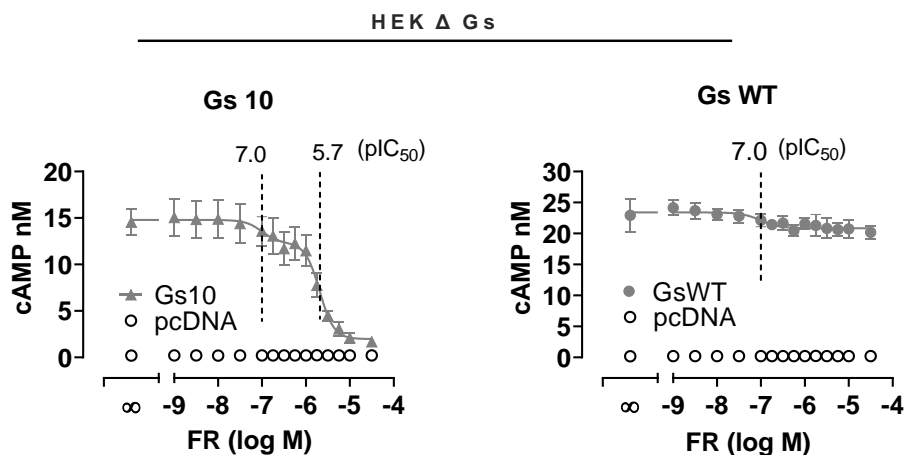 HEK Δ Gs
Gs 10
7.0
5.7 (pIC50)
20
15
10
5
0
cAMP nM
Gs10
pcDNA
∞ -9 -8 -7 -6 -5 -4
FR (log M)
Gs WT
7.0 (pIC50)
30
25
20
15
10
5
0
cAMP nM
GsWT
pcDNA
∞ -9 -8 -7 -6 -5 -4
FR (log M)